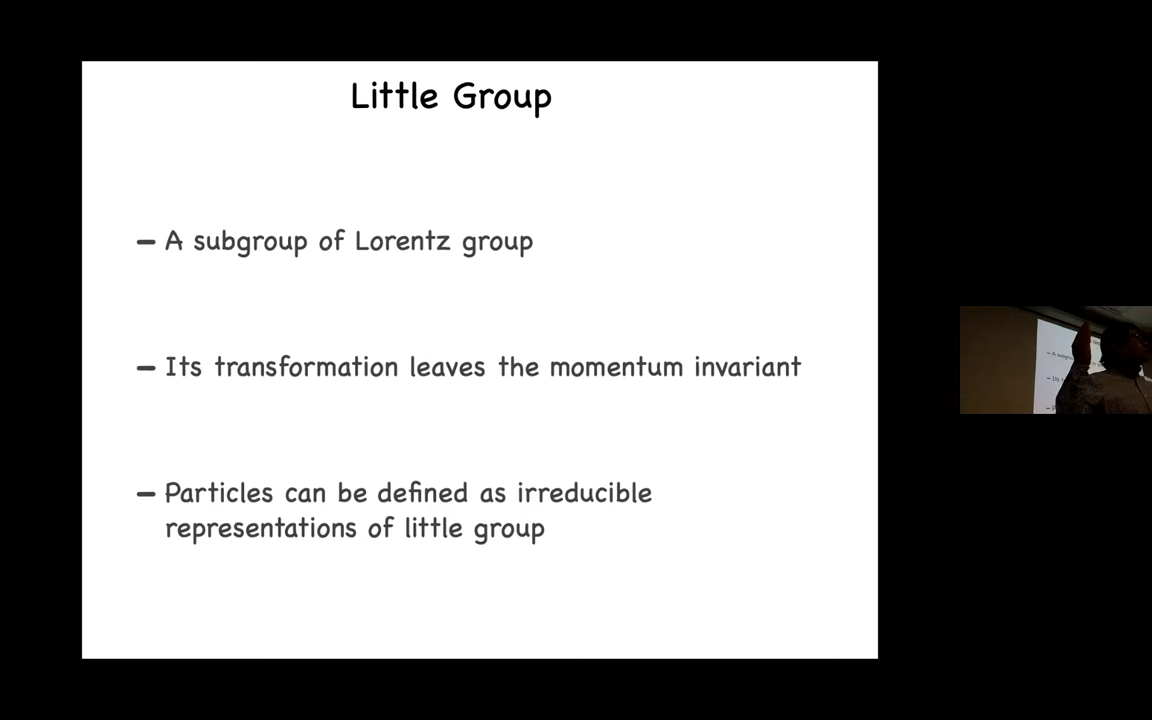 Little Group
– A subgroup of Lorentz group
– Its transformation leaves the momentum invariant
– Particles can be defined as irreducible
representations of little group